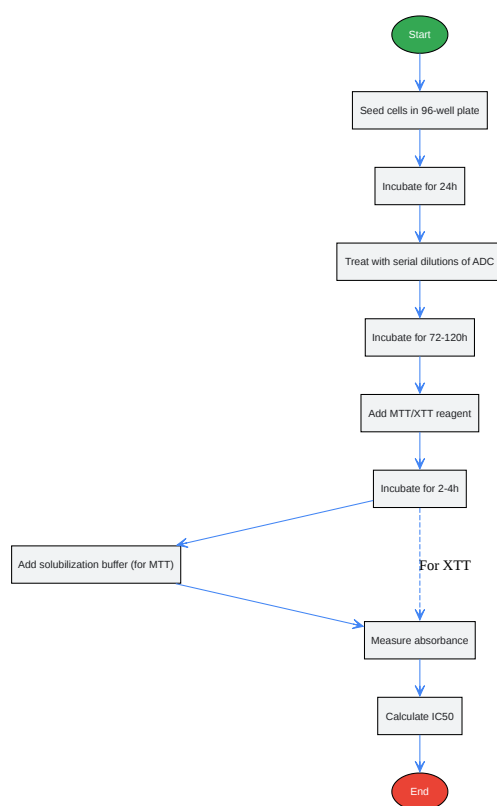 Start
Seed cells in 96-well plate
Incubate for 24h
Treat with serial dilutions of ADC
Incubate for 72-120h
Add MTT/XTT reagent
Incubate for 2-4h
Add solubilization buffer (for MTT)
For XTT
Measure absorbance
Calculate IC50
End